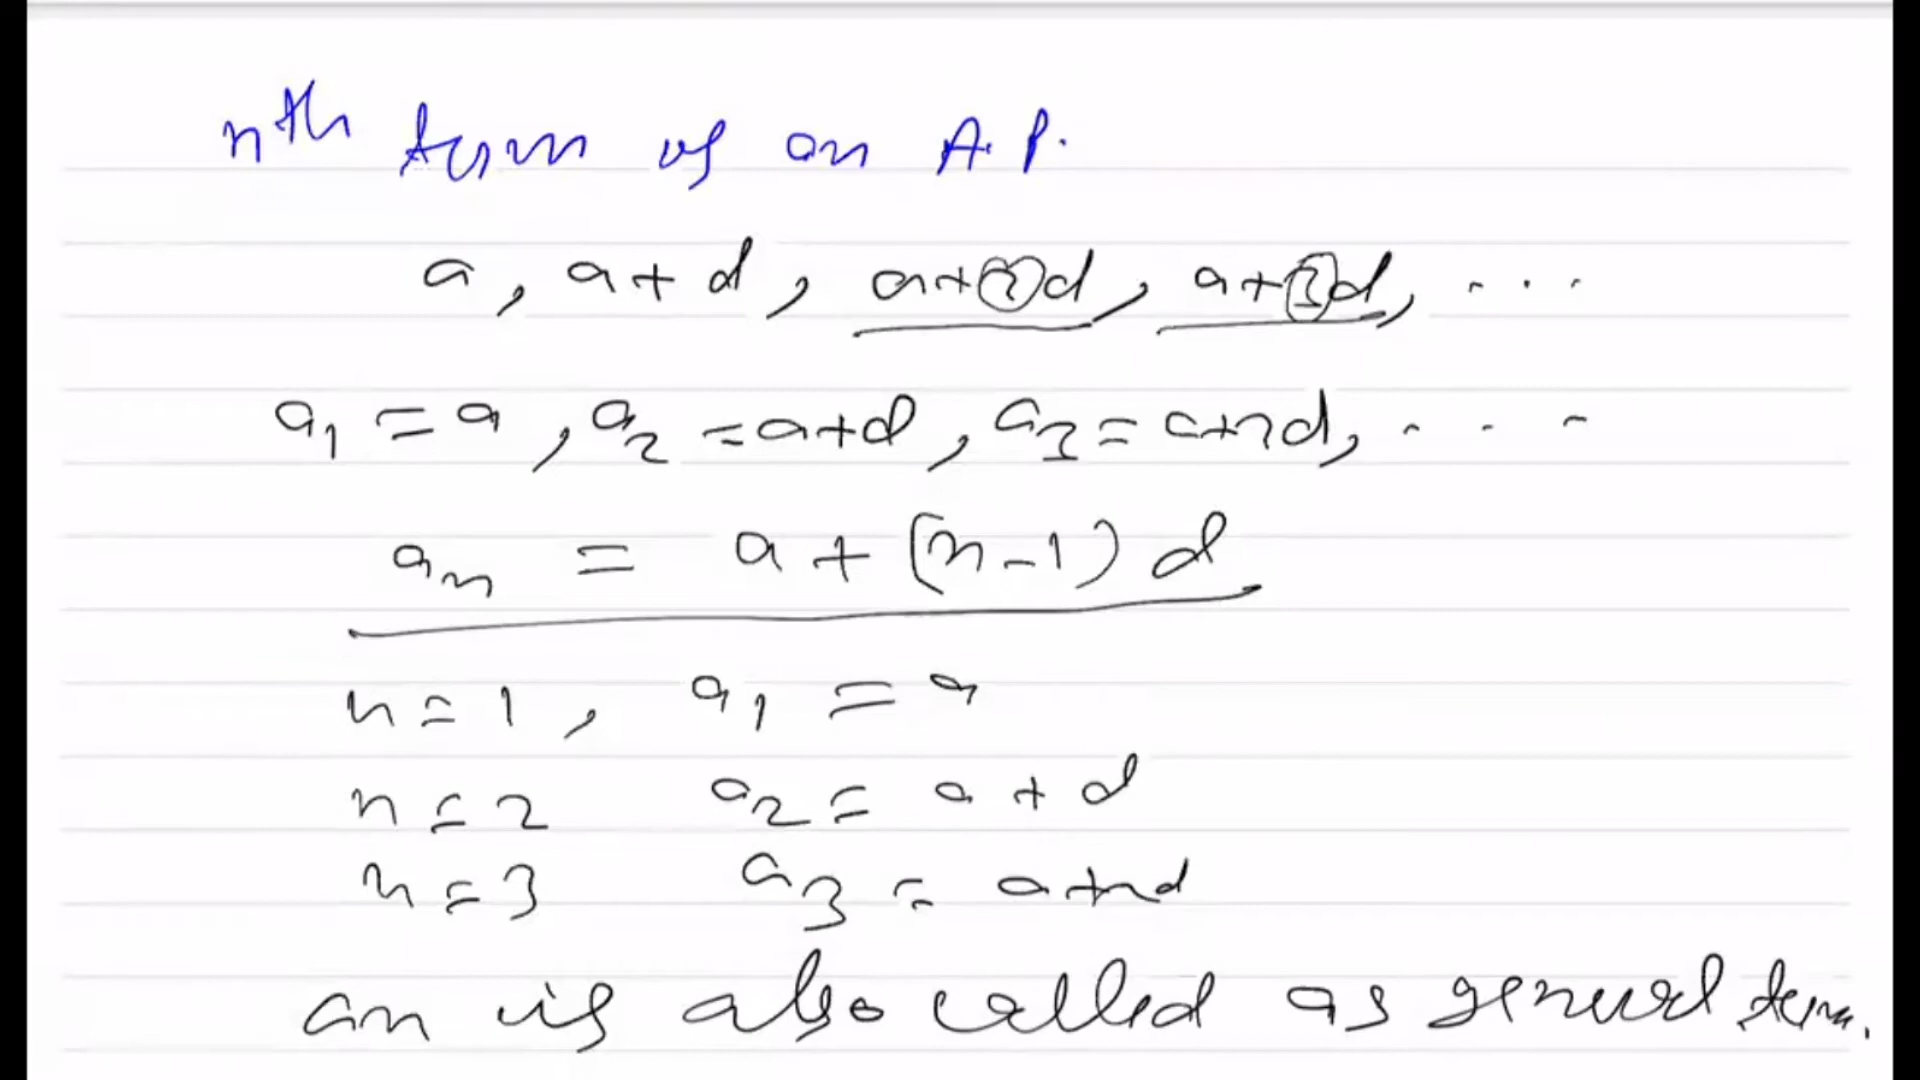 nth term of an A.P.
a, a+d, a+2d, a+3d, ...
a1 = a, a2 = a+d, a3 = a+2d, ...
an = a + (n-1) d
n=1, a1 = a
n=2 a2 = a + d
n=3 a3 = a+2d
an is also called as general term.